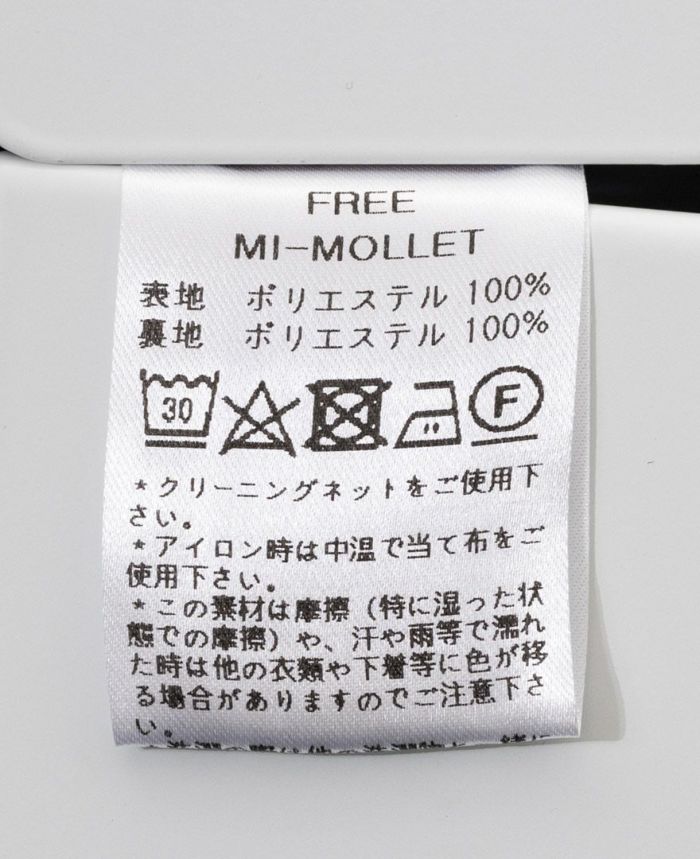 FREE
MI-MOLLET
表地 ポリエステル 100%
裏地 ポリエステル 100%
30 F
*クリーニングネットをご使用下
さい。
*アイロン時は中温で当て布をご
使用下さい。
*この素材は摩擦（特に湿った状
態での摩擦）や、汗や雨等で濡れ
た時は他の衣類や下着等に色が移
る場合がありますのでご注意下さ
い。